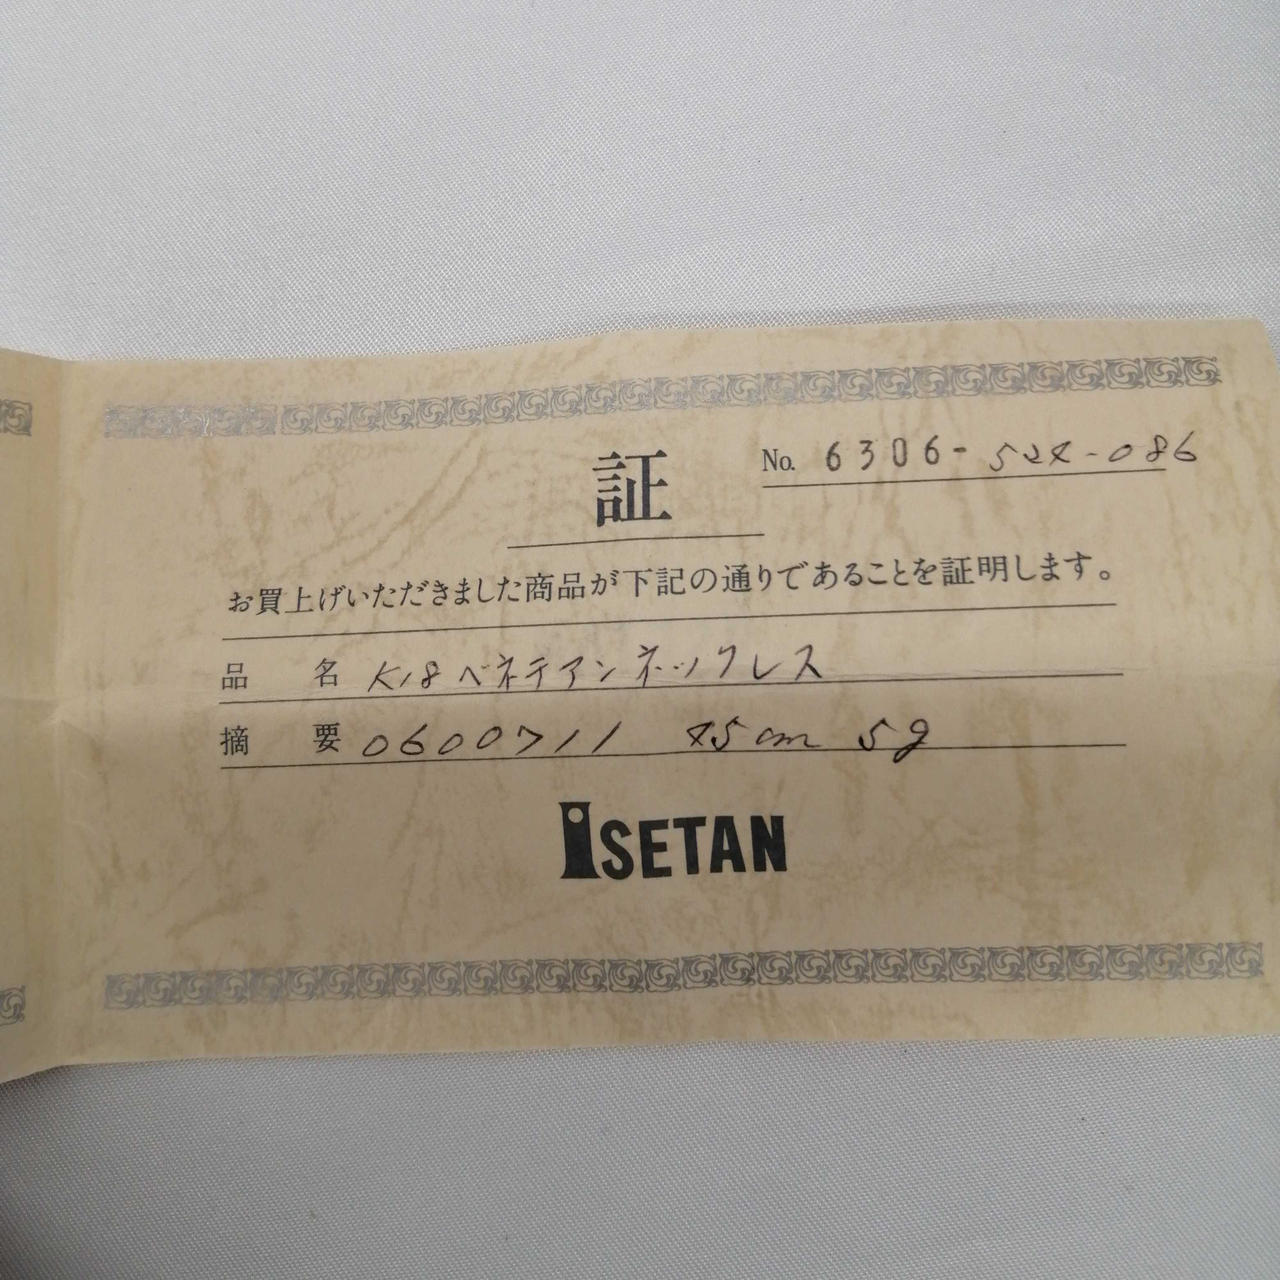 証
No. 6306-524-086
お買上げいただきました商品が下記の通りであることを証明します。
品名 K18ベネテアンネックレス
摘要 0600711 45cm 5g
ISETAN